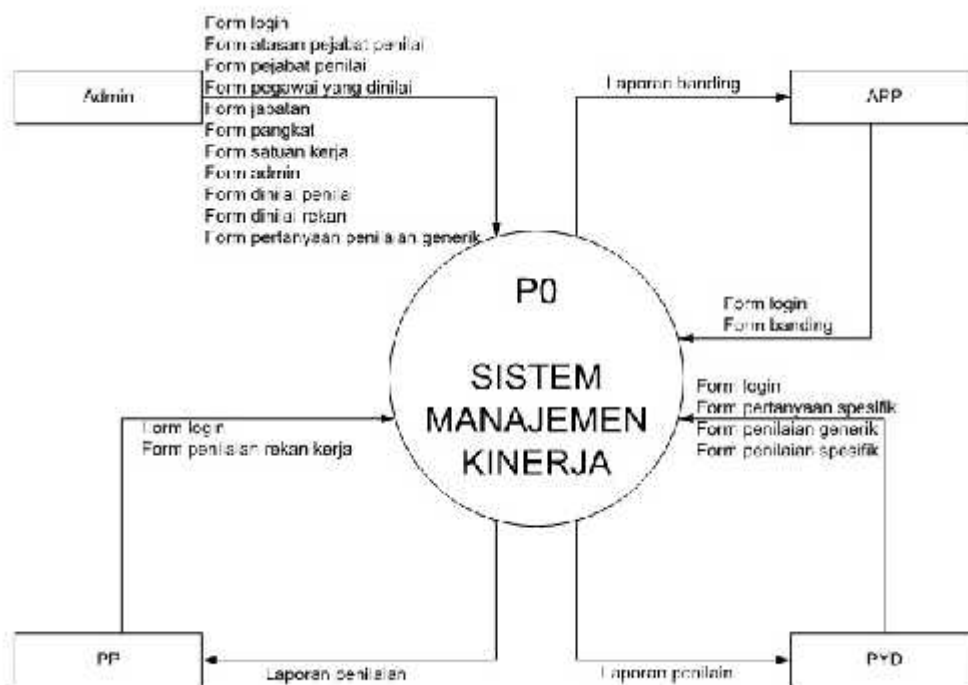 Form login
Form atasan pejabat penilai
Form pejabat penilai
Form pegawai yang dinilai
Form jabatan
Form pangkat
Form satuan kerja
Form admin
Form dinilai penilai
Form dinilai rekan
Form pertanyaan penilaian generik
Admin
Laporan banding
APP
P0
SISTEM
MANAJEMEN
KINERJA
Form login
Form banding
Form login
Form pertanyaan spesifik
Form penilaian generik
Form penilaian spesifik
Form login
Form penilaian rekan kerja
PP
Laporan penilaian
Laporan penilain
PYD